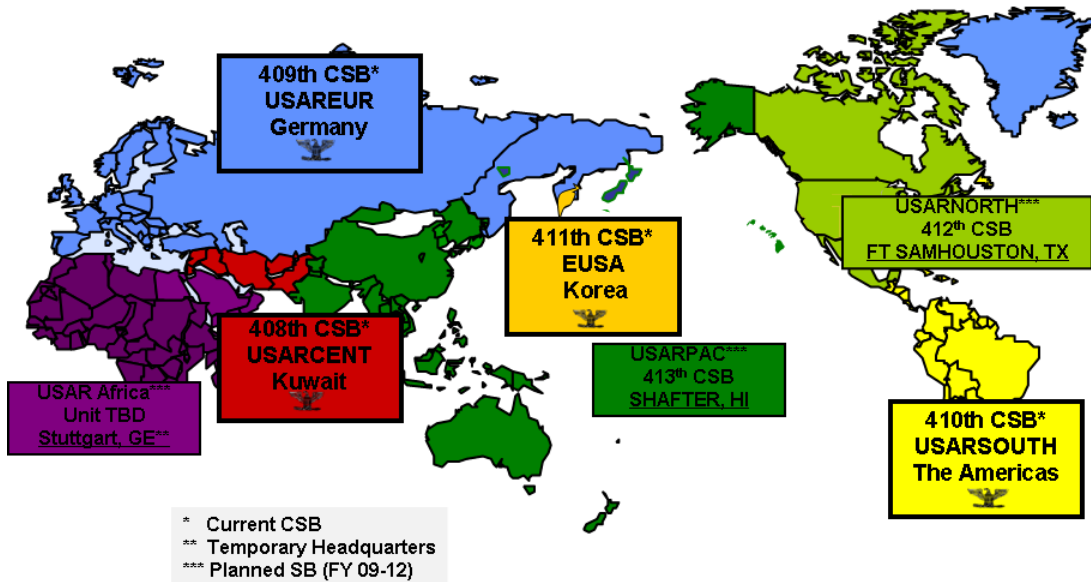 409th CSB*
USAREUR
Germany
411th CSB*
EUSA
Korea
USARNORTH***
412th CSB
FT SAMHOUSTON, TX
408th CSB*
USARCENT
Kuwait
USARPAC***
413th CSB
SHAFTER, HI
USAR Africa***
Unit TBD
Stuttgart, GE**
410th CSB*
USARSOUTH
The Americas
* Current CSB
** Temporary Headquarters
*** Planned SB (FY 09-12)